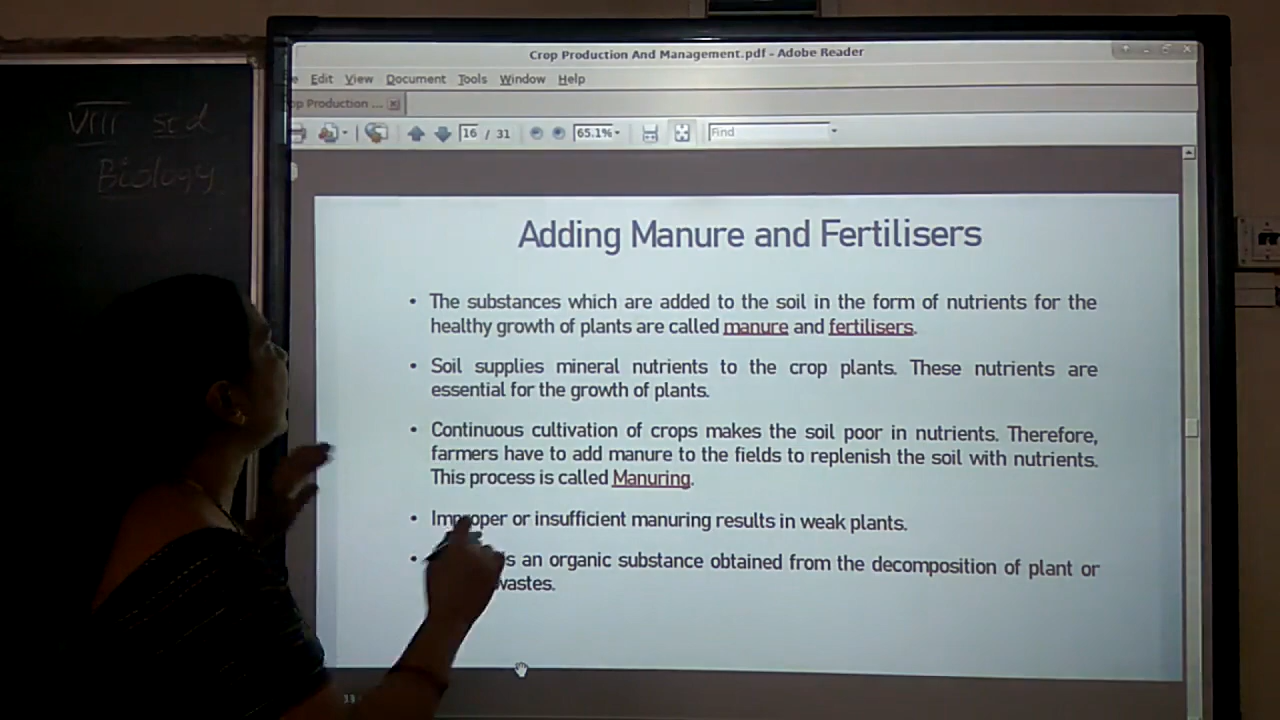 Crop Production And Management.pdf - Adobe Reader
Edit View Document Tools Window Help
op Production ...
16 / 31 65.1% Find
VIII std
Biology
Adding Manure and Fertilisers
• The substances which are added to the soil in the form of nutrients for the
healthy growth of plants are called manure and fertilisers.
• Soil supplies mineral nutrients to the crop plants. These nutrients are
essential for the growth of plants.
• Continuous cultivation of crops makes the soil poor in nutrients. Therefore,
farmers have to add manure to the fields to replenish the soil with nutrients.
This process is called Manuring.
• Improper or insufficient manuring results in weak plants.
• s an organic substance obtained from the decomposition of plant or
wastes.